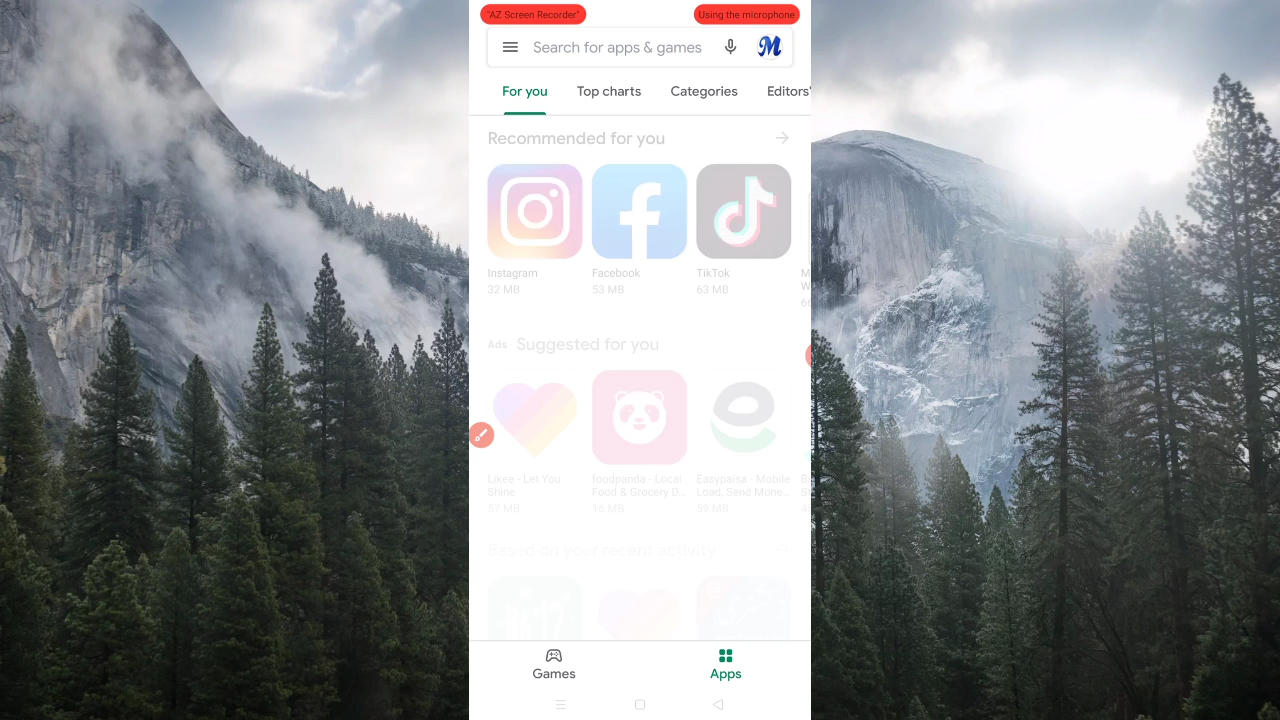 "AZ Screen Recorder"
Using the microphone
Search for apps & games
M
For you
Top charts
Categories
Editors'
Recommended for you
Instagram
32 MB
Facebook
53 MB
TikTok
63 MB
Ads · Suggested for you
Likee - Let You
Shine
57 MB
foodpanda - Local
Food & Grocery D...
16 MB
Easypaisa - Mobile
Load, Send Mone...
59 MB
Based on your recent activity
Games
Apps